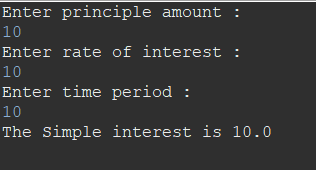 Enter principle amount :
10
Enter rate of interest :
10
Enter time period :
10
The Simple interest is 10.0